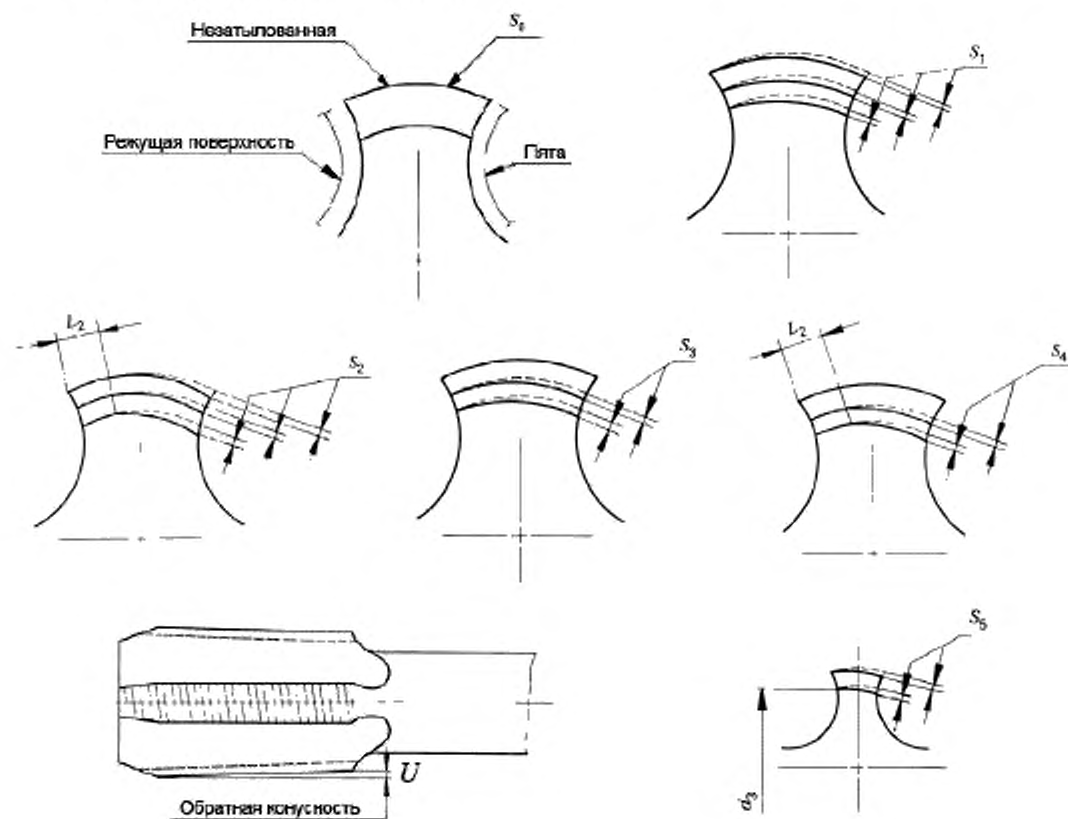 Незатылованная
S₀
S₁
Режущая поверхность
Пята
L₂
S₂
S₃
L₂
S₄
S₅
U
d₃
Обратная конусность